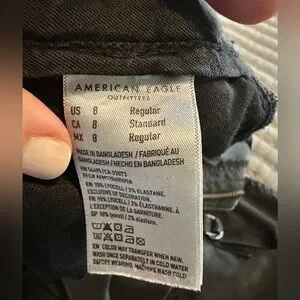 AMERICAN EAGLE
OUTFITTERS
US 8 Regular
CA 8 Standard
MX 8 Regular
MADE IN BANGLADESH / FABRIQUÉ AU
BANGLADESH / HECHO EN BANGLADESH
EN 98% LYOCELL / 2% ELASTANE.
EXCLUSIVE OF DECORATION.
FR 98% LYOCELL / 2% ÉLASTHANNE.
L'EXCEPTION DE LA GARNITURE.
SP 98% lyocell / 2% elastano.
EN COLOR MAY TRANSFER WHEN NEW.
WASH ONCE SEPARATELY IN COLD WATER
BEFORE WEARING. MACHINE WASH COLD